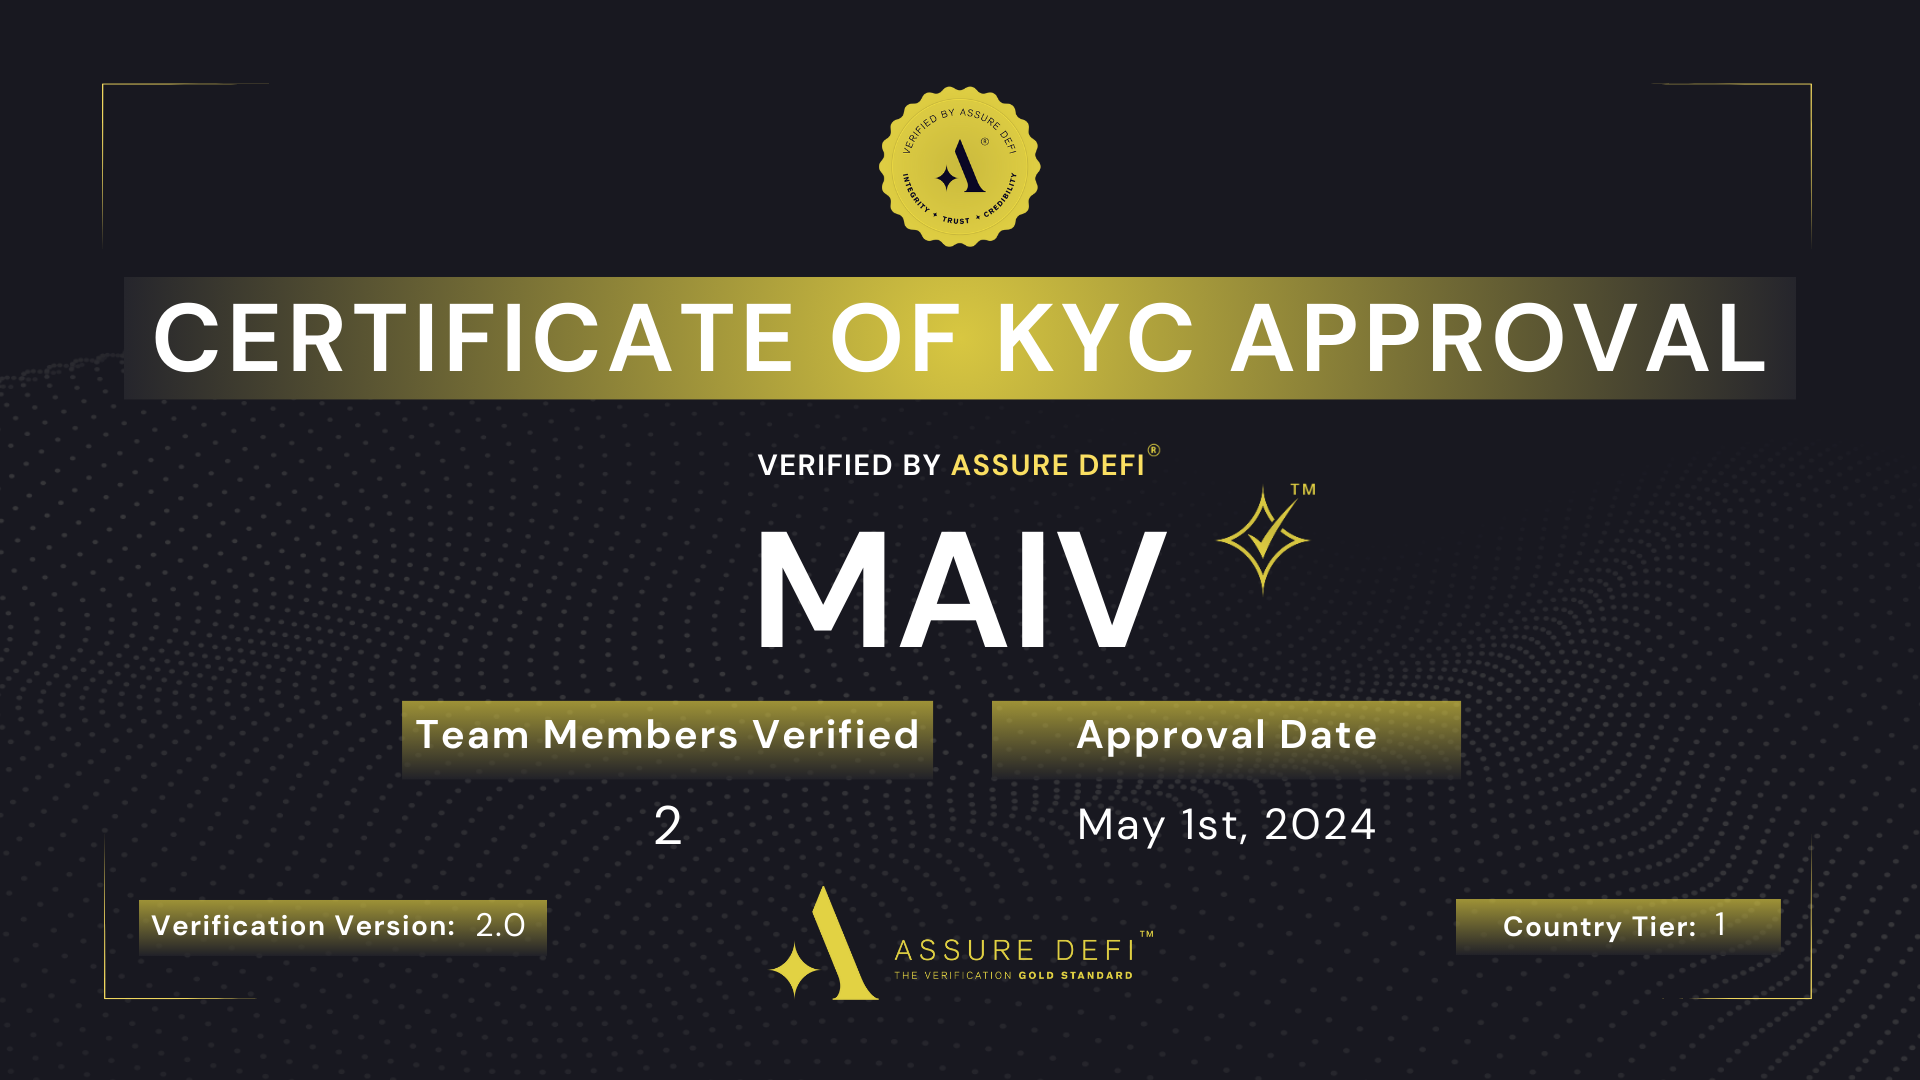 VERIFIED BY ASSURE DEFI
®
A
INTEGRITY ✦ TRUST ✦ CREDIBILITY
CERTIFICATE OF KYC APPROVAL
VERIFIED BY ASSURE DEFI®
TM
MAIV
Team Members Verified
2
Approval Date
May 1st, 2024
Verification Version: 2.0
ASSURE DEFI™
THE VERIFICATION GOLD STANDARD
Country Tier: 1